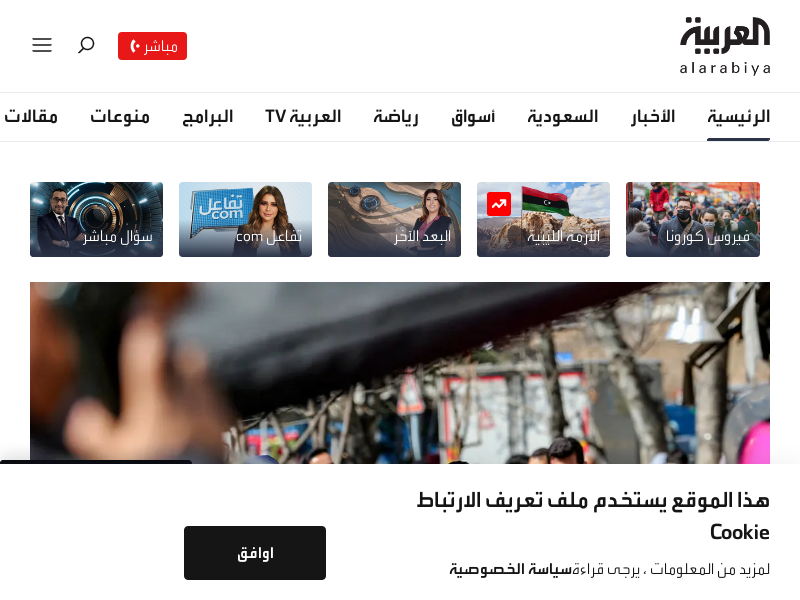 العربية
alarabiya
مباشر
الرئيسية
الأخبار
السعودية
أسواق
رياضة
العربية TV
البرامج
منوعات
مقالات
فيروس كورونا
الأزمة الليبية
البعد الآخر
تفاعل com
تفاعل
com
سؤال مباشر
هذا الموقع يستخدم ملف تعريف الارتباط
Cookie
لمزيد من المعلومات ، يرجى قراءةسياسة الخصوصية
اوافق